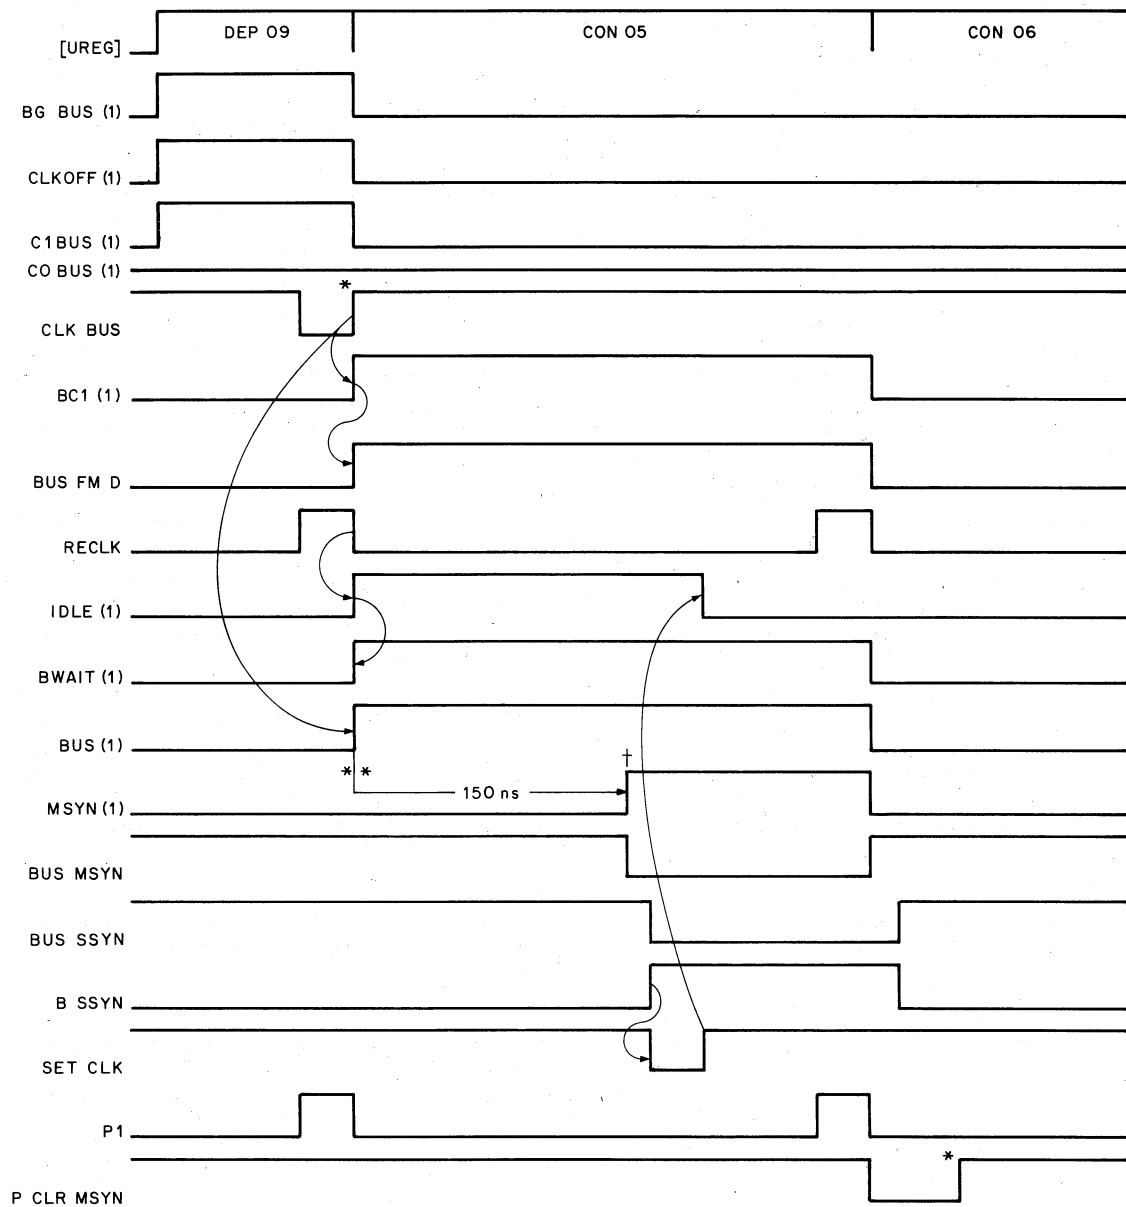 DEP 09 CON 05 CON 06
[UREG]
BG BUS (1)
CLKOFF (1)
C1BUS (1)
CO BUS (1)
*
CLK BUS
BC1 (1)
BUS FM D
RECLK
IDLE (1)
BWAIT (1)
BUS (1)
†
* *
150 ns
MSYN (1)
BUS MSYN
BUS SSYN
B SSYN
SET CLK
P1
*
P CLR MSYN